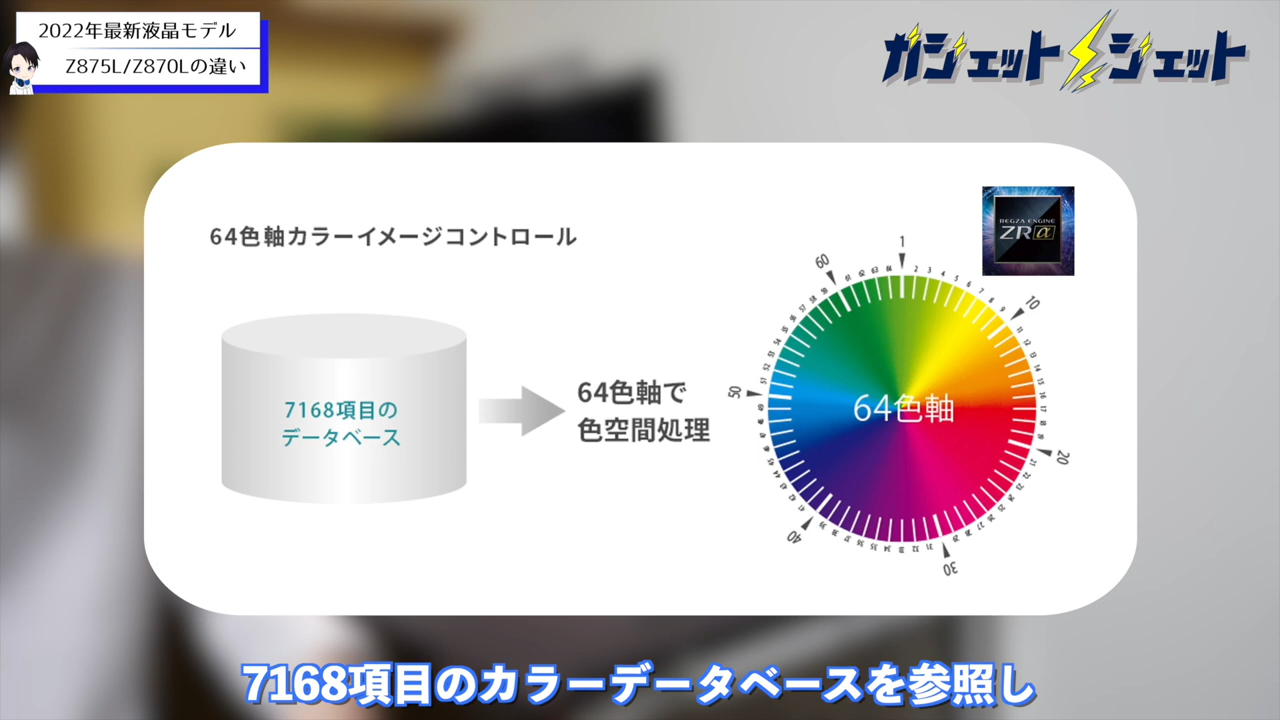 2022年最新液晶モデル
Z875L/Z870Lの違い
ガジェットジェット
64色軸カラーイメージコントロール
REGZA ENGINE
ZRα
7168項目の
データベース
64色軸で
色空間処理
64色軸
1
10
20
30
40
50
60
7168項目のカラーデータベースを参照し